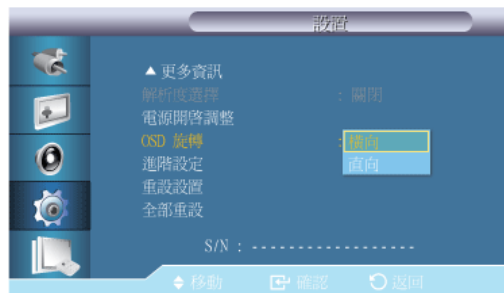 設置
▲ 更多資訊
解析度選擇 : 關閉
電源開啓調整
OSD 旋轉 : 橫向
直向
進階設定
重設設置
全部重設
S/N : - - - - - - - - - - - - - - - - - -
移動 確認 返回